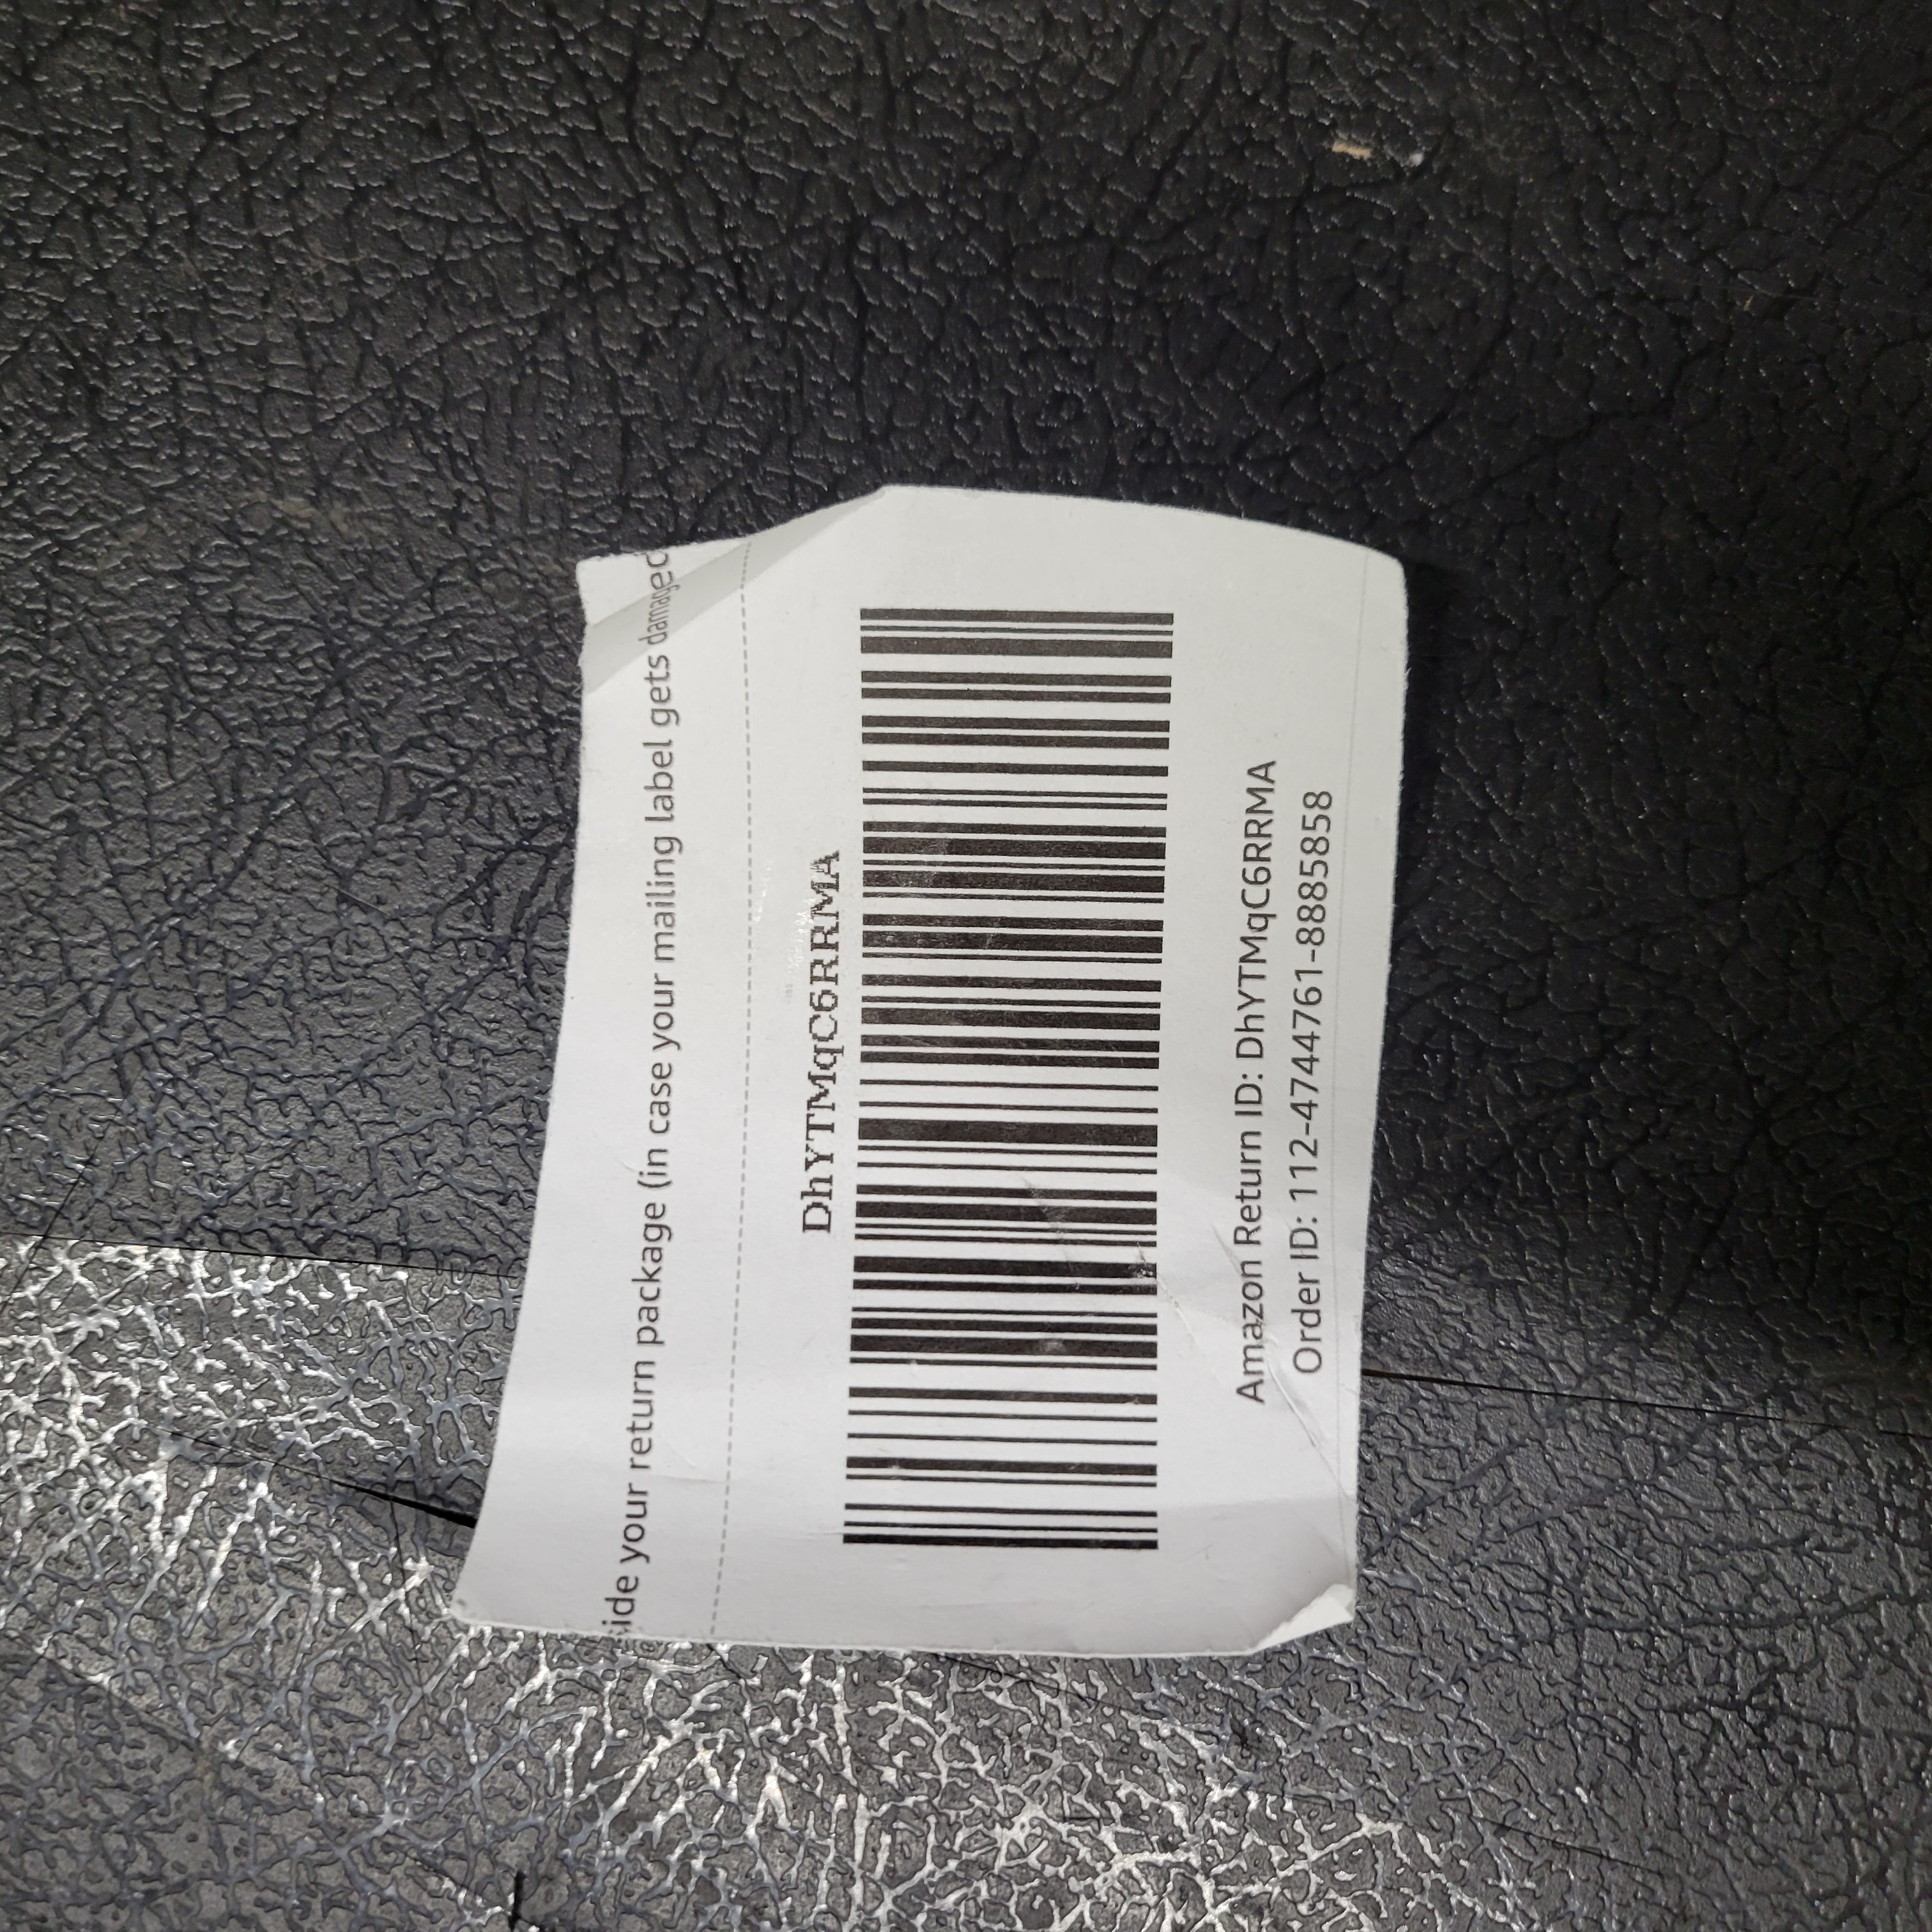 ide your return package (in case your mailing label gets damaged
DhYTMqC6RRMA
Amazon Return ID: DhYTMqC6RRMA
Order ID: 112-4744761-8885858